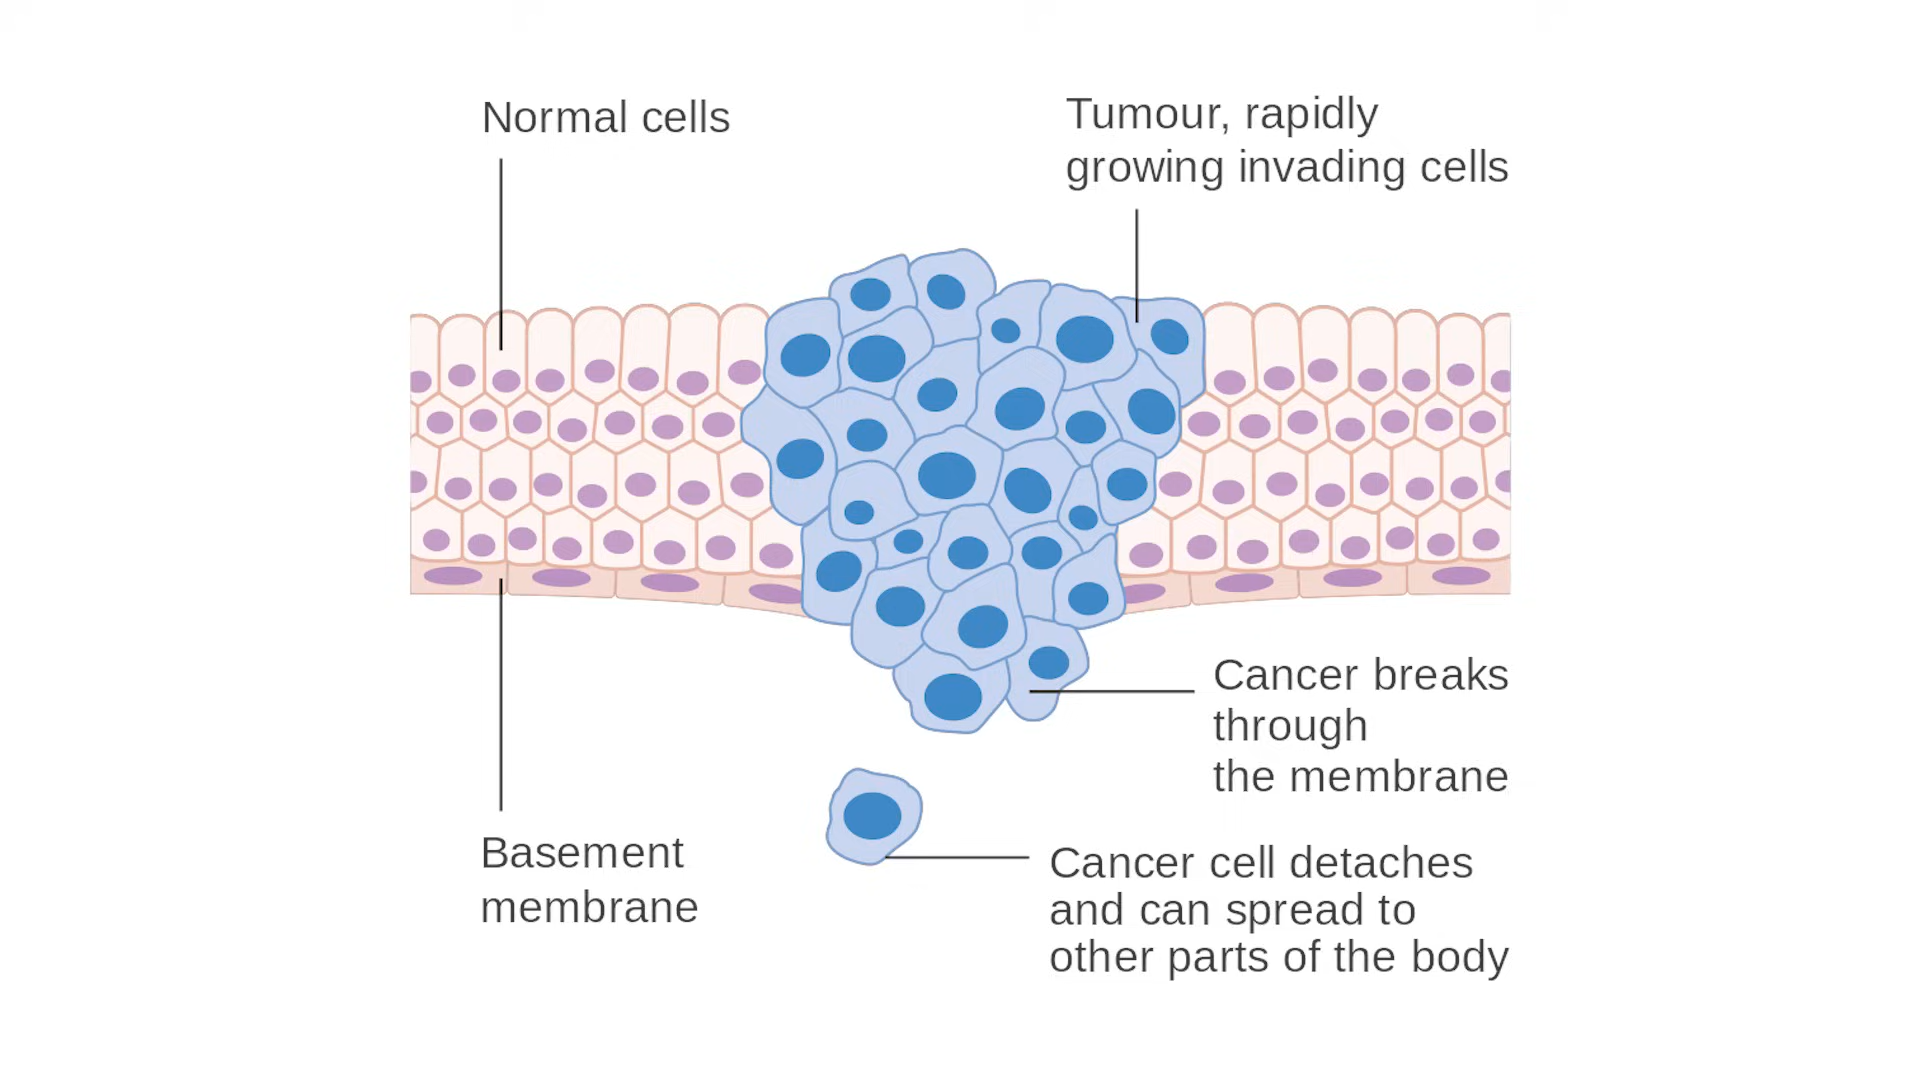 Normal cells
Tumour, rapidly
growing invading cells
Cancer breaks
through
the membrane
Basement
membrane
Cancer cell detaches
and can spread to
other parts of the body